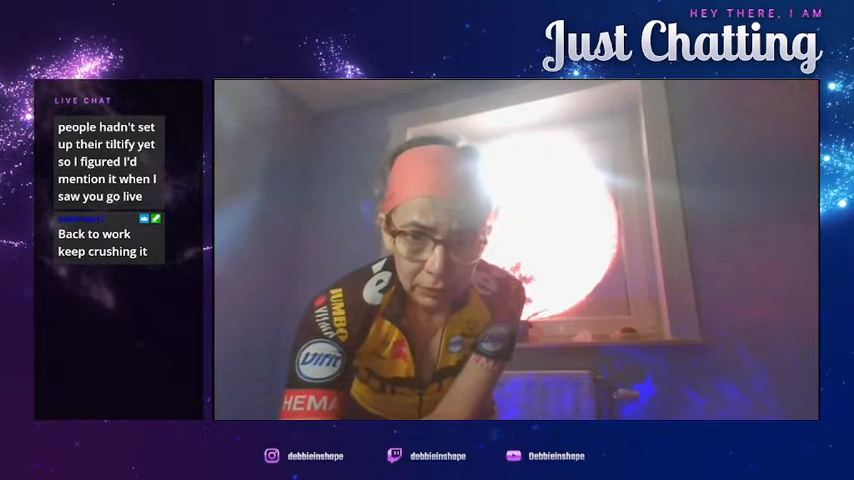 HEY THERE, I AM
Just Chatting
LIVE CHAT
people hadn't set
up their tiltify yet
so I figured I'd
mention it when I
saw you go live
Back to work
keep crushing it
JUMBO
VISMA
Vifit
HEMA
debbieinshape
debbieinshape
Debbieinshape